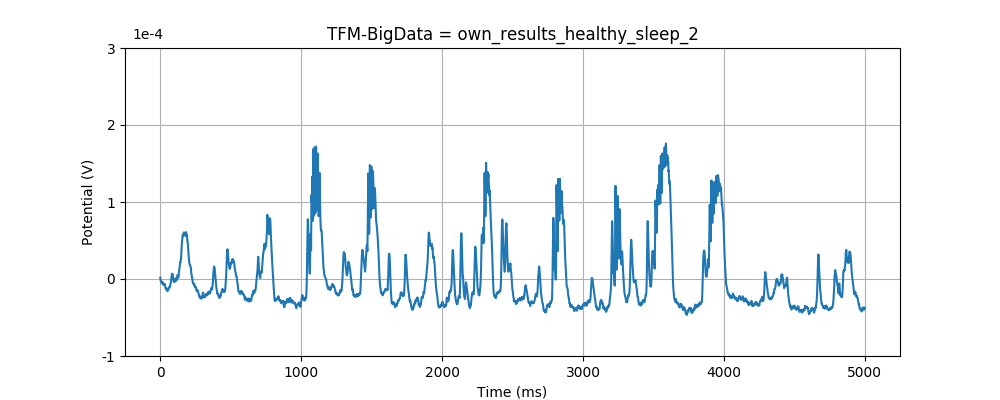 TFM-BigData = own_results_healthy_sleep_2
1e-4
3
2
1
0
-1
Potential (V)
0 1000 2000 3000 4000 5000
Time (ms)